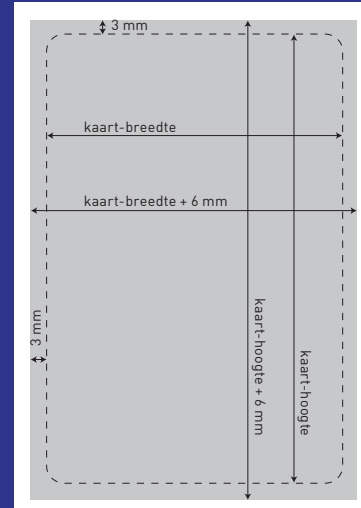 3 mm
kaart-breedte
kaart-breedte + 6 mm
3 mm
kaart-hoogte + 6 mm
kaart-hoogte